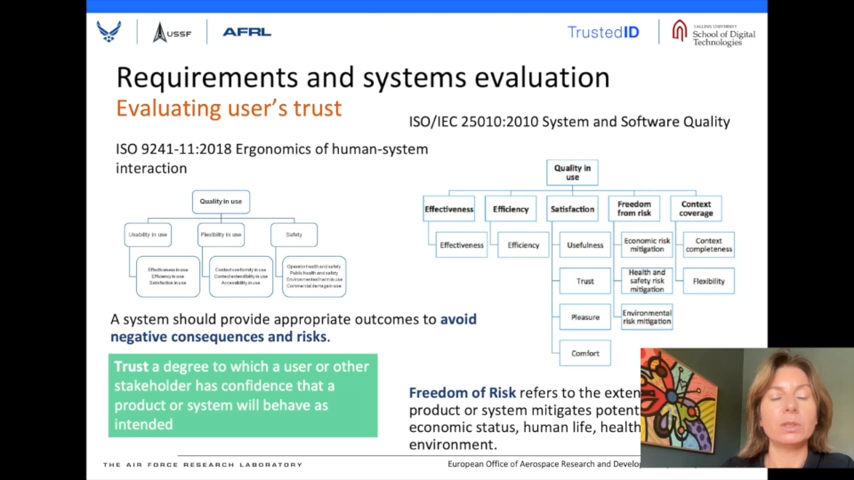 USSF
AFRL
TrustedID
TALLINN UNIVERSITY
School of Digital
Technologies
Requirements and systems evaluation
Evaluating user's trust
ISO/IEC 25010:2010 System and Software Quality
ISO 9241-11:2018 Ergonomics of human-system
interaction
Quality in use
Usability in use
Flexibility in use
Safety
Effectiveness in use
Efficiency in use
Satisfaction in use
Context conformity in use
Context extendibility in use
Accessibility in use
Operator health and safety
Public health and safety
Environmental harm in use
Commercial damage in use
Quality in
use
Effectiveness
Efficiency
Satisfaction
Freedom
from risk
Context
coverage
Effectiveness
Efficiency
Usefulness
Economic risk
mitigation
Context
completeness
Trust
Health and
safety risk
mitigation
Flexibility
Pleasure
Environmental
risk mitigation
Comfort
A system should provide appropriate outcomes to avoid
negative consequences and risks.
Trust a degree to which a user or other
stakeholder has confidence that a
product or system will behave as
intended
Freedom of Risk refers to the exten
product or system mitigates potent
economic status, human life, health
environment.
THE AIR FORCE RESEARCH LABORATORY
European Office of Aerospace Research and Develop